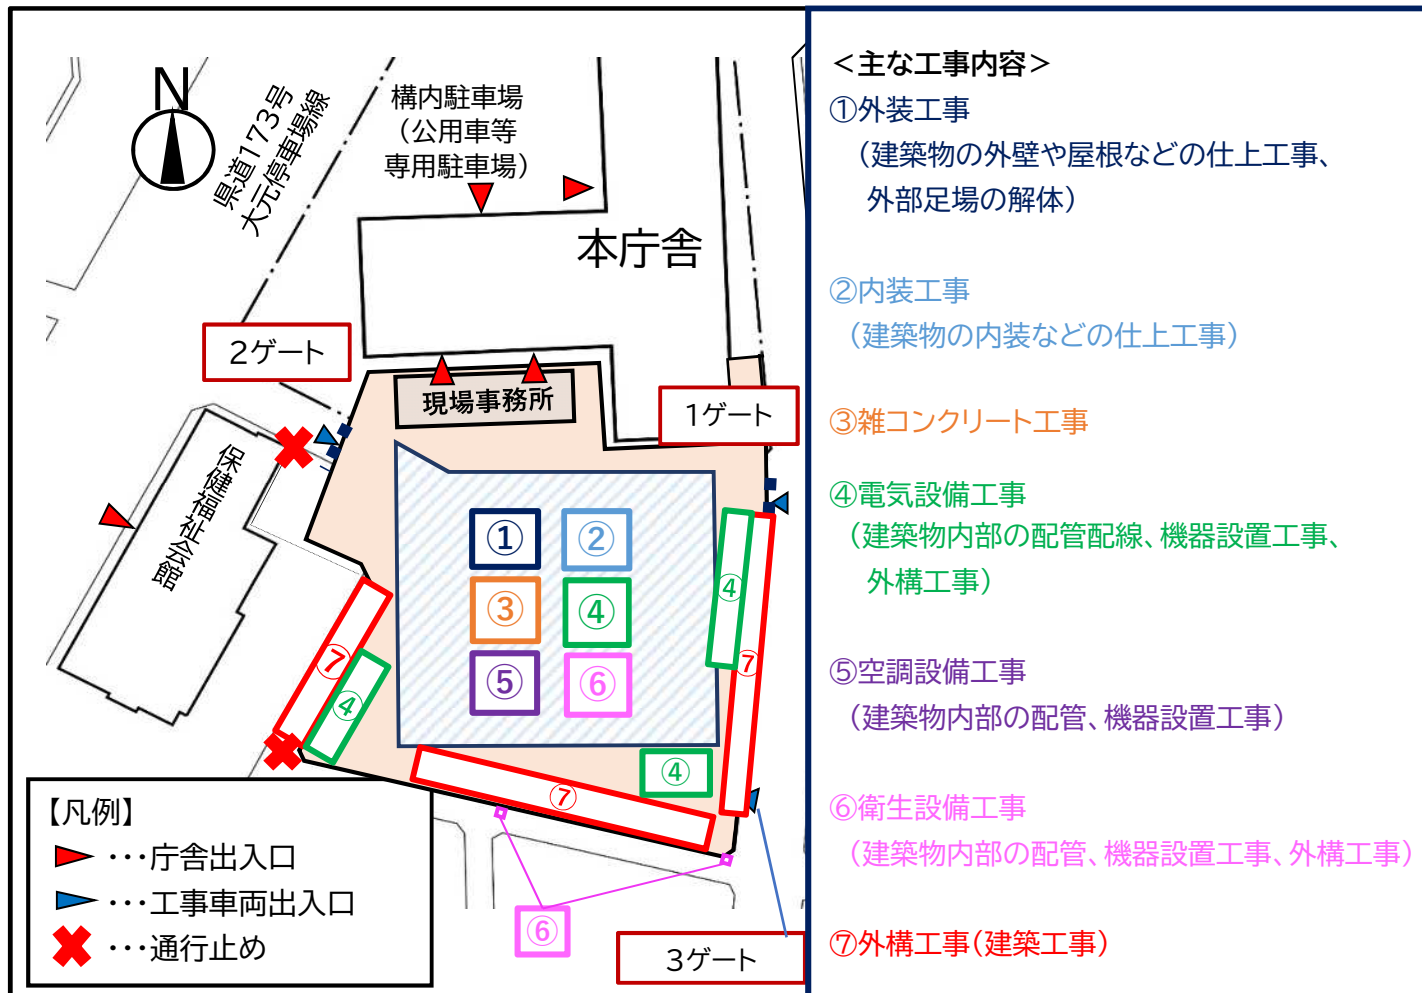 N
県道173号
大元停車場線
構内駐車場
（公用車等
専用駐車場）
本庁舎
2ゲート
現場事務所
1ゲート
保健福祉会館
①
②
③
④
⑤
⑥
④
⑦
⑦
④
④
⑦
⑥
3ゲート
【凡例】
･･･庁舎出入口
･･･工事車両出入口
･･･通行止め
＜主な工事内容＞
①外装工事
（建築物の外壁や屋根などの仕上工事、
外部足場の解体）
②内装工事
（建築物の内装などの仕上工事）
③雑コンクリート工事
④電気設備工事
（建築物内部の配管配線、機器設置工事、
外構工事）
⑤空調設備工事
（建築物内部の配管、機器設置工事）
⑥衛生設備工事
（建築物内部の配管、機器設置工事、外構工事）
⑦外構工事（建築工事）